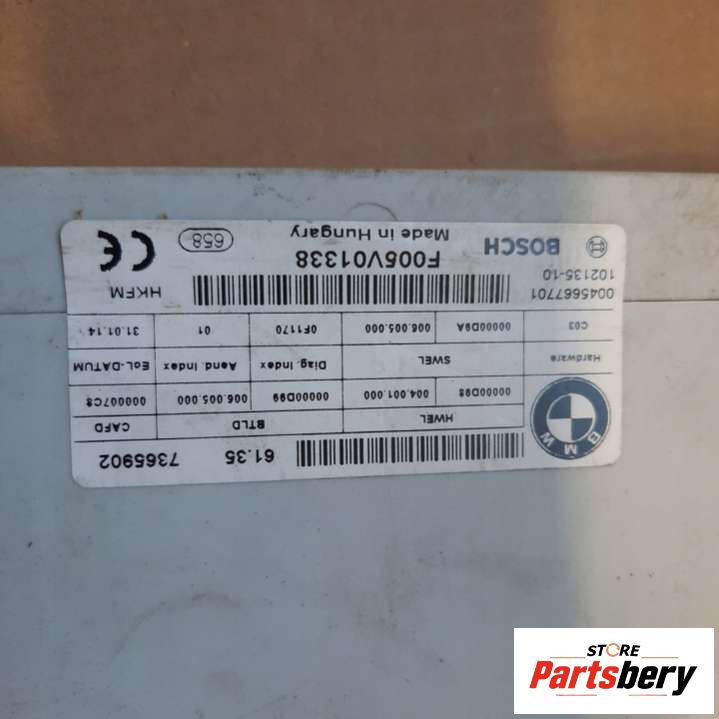 BMW
61.35 7365902
HWEL BTLD CAFD
00000D98 004.001.000 00000D99 006.005.000 000007C8
Hardware SWEL Diag. Index Aend. Index EoL-DATUM
C03 00000D9A 006.005.000 0F1170 01 31.01.14
0045667701 HKFM
102135-10 F005V01338
BOSCH Made in Hungary 658 CE
STORE
Partsbery